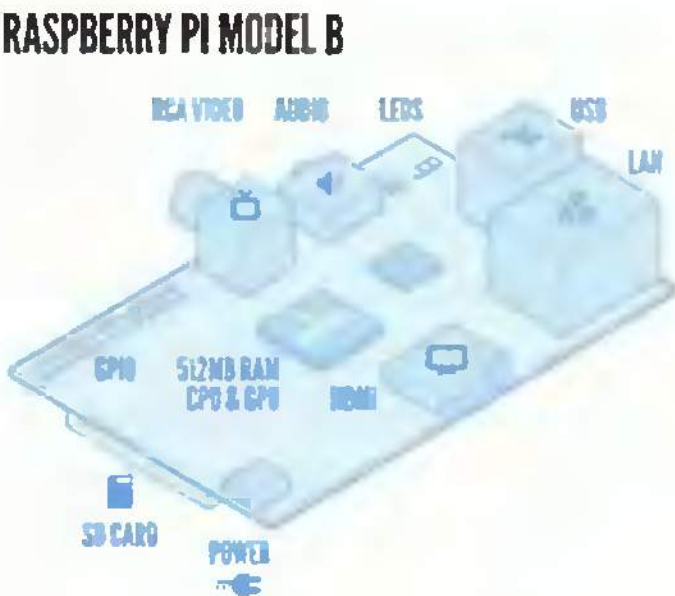 RASPBERRY PI MODEL B
RCA VIDEO
AUDIO
LEDS
USB
LAN
GPIO
512MB RAM
CPU & GPU
HDMI
SD CARD
POWER